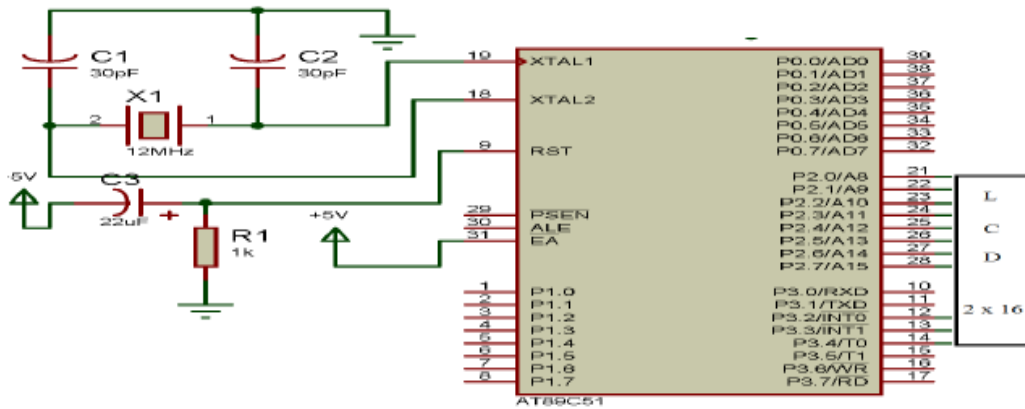 C1
30pF
C2
30pF
X1
2
1
12MHz
5V
C3
22uF
+
R1
1k
+5V
19
XTAL1
18
XTAL2
9
RST
29
PSEN
30
ALE
31
EA
1
P1.0
2
P1.1
3
P1.2
4
P1.3
5
P1.4
6
P1.5
7
P1.6
8
P1.7
P0.0/AD0
39
P0.1/AD1
38
P0.2/AD2
37
P0.3/AD3
36
P0.4/AD4
35
P0.5/AD5
34
P0.6/AD6
33
P0.7/AD7
32
P2.0/A8
21
P2.1/A9
22
P2.2/A10
23
P2.3/A11
24
P2.4/A12
25
P2.5/A13
26
P2.6/A14
27
P2.7/A15
28
P3.0/RXD
10
P3.1/TXD
11
P3.2/INT0
12
P3.3/INT1
13
P3.4/T0
14
P3.5/T1
15
P3.6/WR
16
P3.7/RD
17
AT89C51
L
C
D
2 x 16